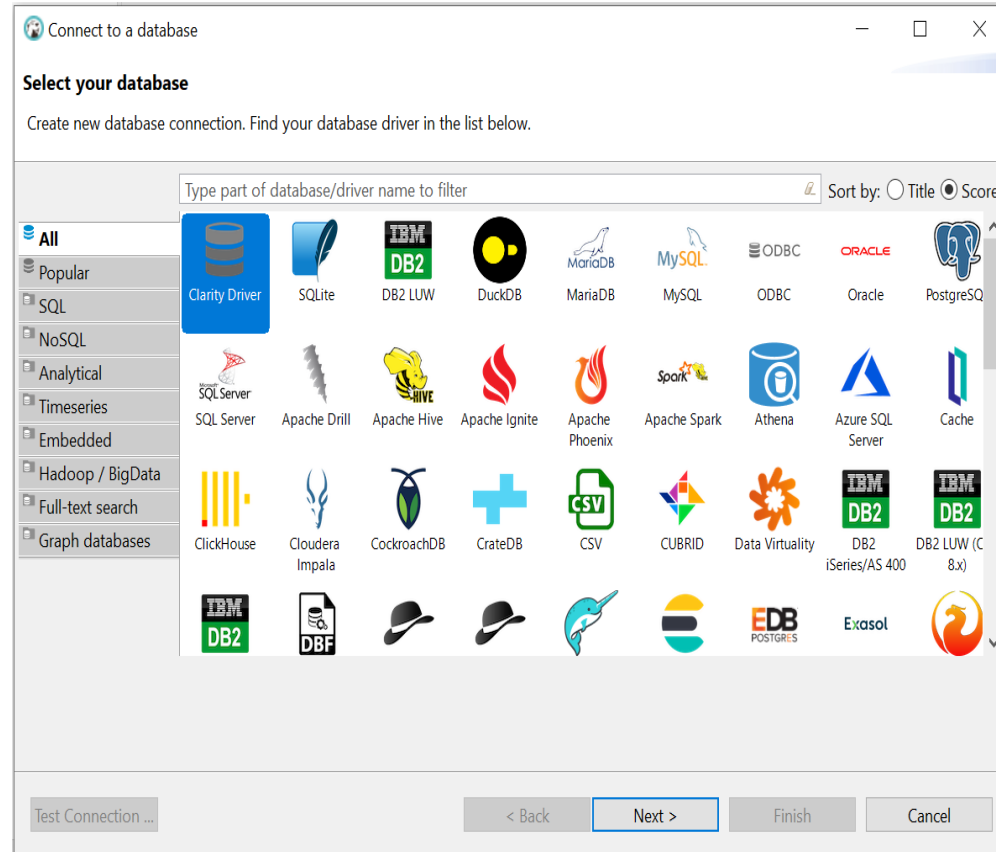 Connect to a database
Select your database
Create new database connection. Find your database driver in the list below.
Type part of database/driver name to filter
Sort by: Title Score
All
Popular
SQL
NoSQL
Analytical
Timeseries
Embedded
Hadoop / BigData
Full-text search
Graph databases
IBM
DB2
MariaDB
MySQL
ODBC
ORACLE
Clarity Driver SQLite DB2 LUW DuckDB MariaDB MySQL ODBC Oracle PostgreSQ
Microsoft
SQL Server
HIVE
Spark
SQL Server Apache Drill Apache Hive Apache Ignite Apache Phoenix Apache Spark Athena Azure SQL Server Cache
CSV
IBM
DB2
IBM
DB2
ClickHouse Cloudera Impala CockroachDB CrateDB CSV CUBRID Data Virtuality DB2 iSeries/AS 400 DB2 LUW (C 8.x)
IBM
DB2
DBF
EDB
POSTGRES
Exasol
Test Connection ...
< Back
Next >
Finish
Cancel